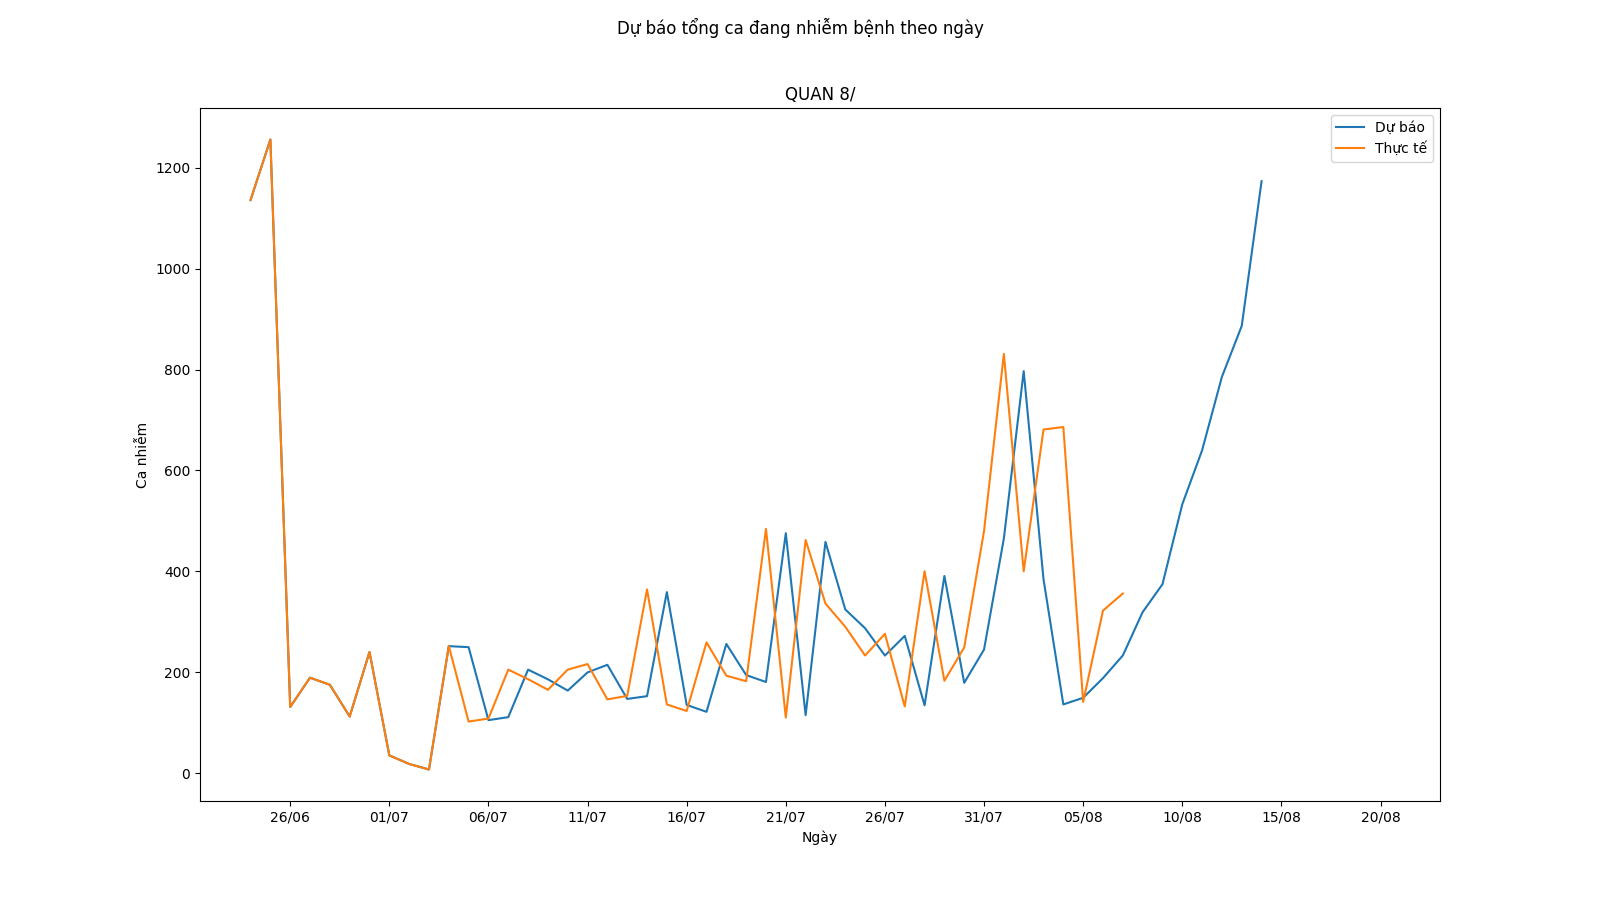 Dự báo tổng ca đang nhiễm bệnh theo ngày
QUAN 8/
Dự báo
Thực tế
1200
1000
800
600
400
200
0
Ca nhiễm
26/06 01/07 06/07 11/07 16/07 21/07 26/07 31/07 05/08 10/08 15/08 20/08
Ngày